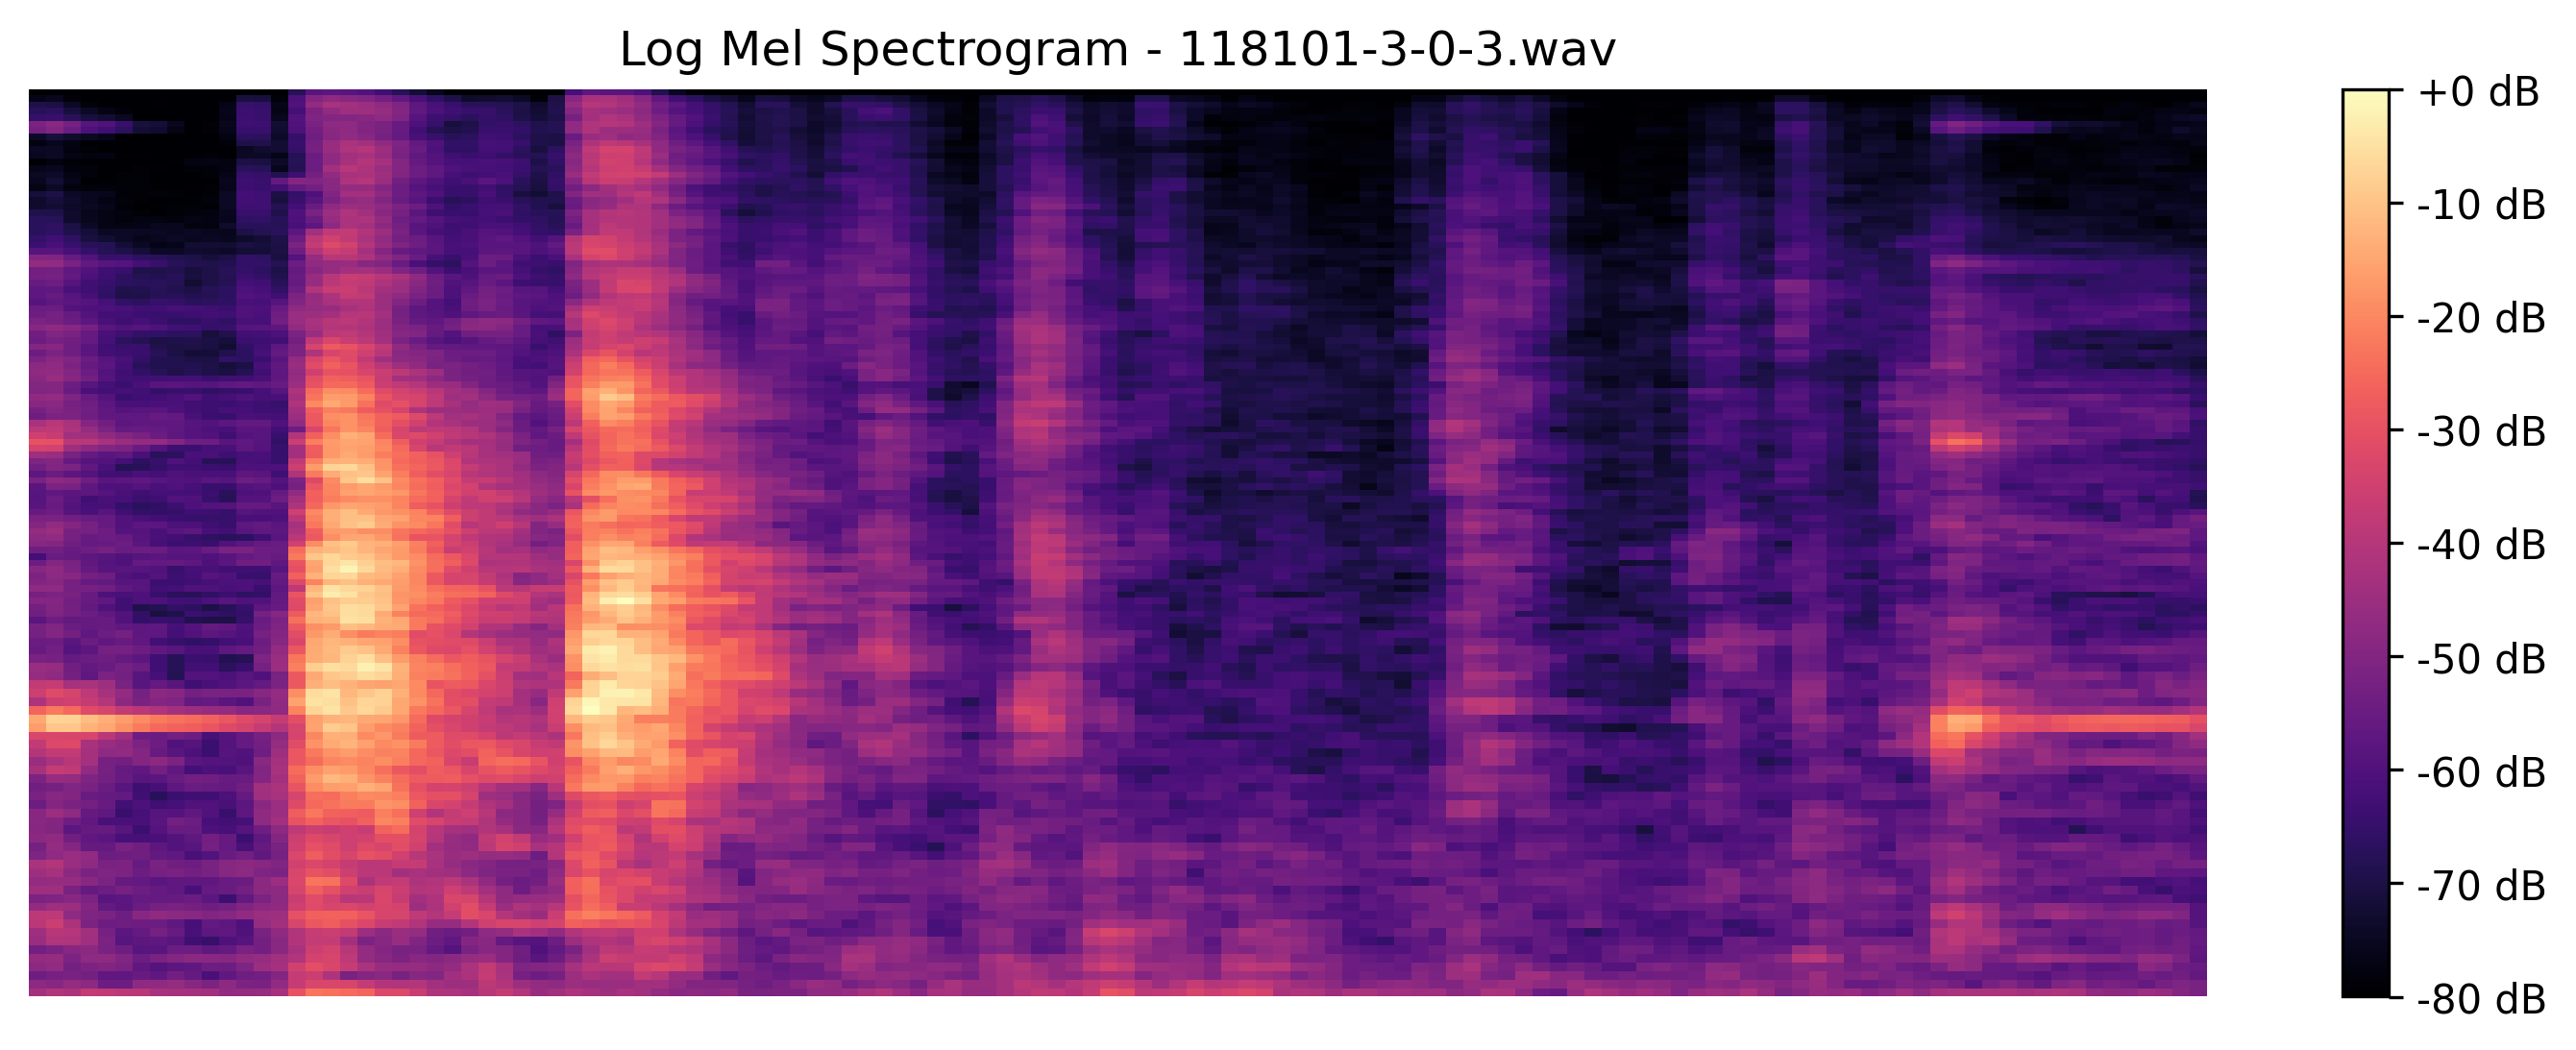 Log Mel Spectrogram - 118101-3-0-3.wav
+0 dB
-10 dB
-20 dB
-30 dB
-40 dB
-50 dB
-60 dB
-70 dB
-80 dB